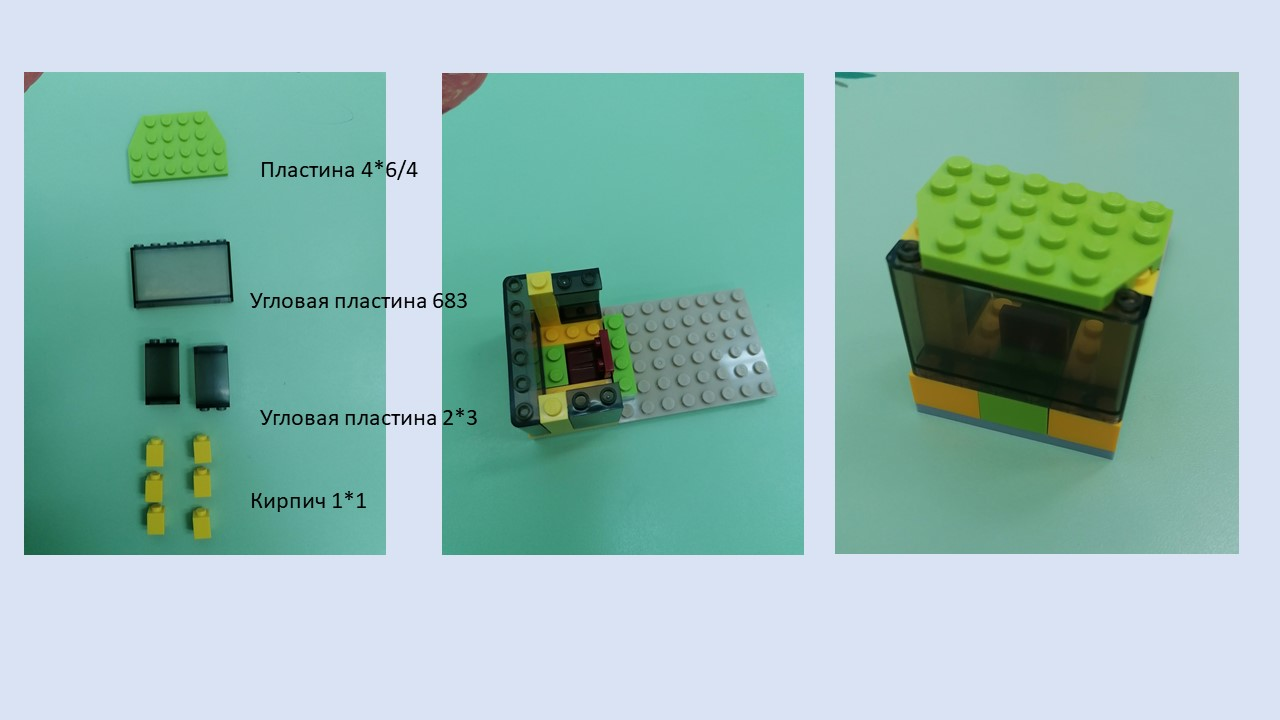 Пластина 4*6/4
Угловая пластина 683
Угловая пластина 2*3
Кирпич 1*1